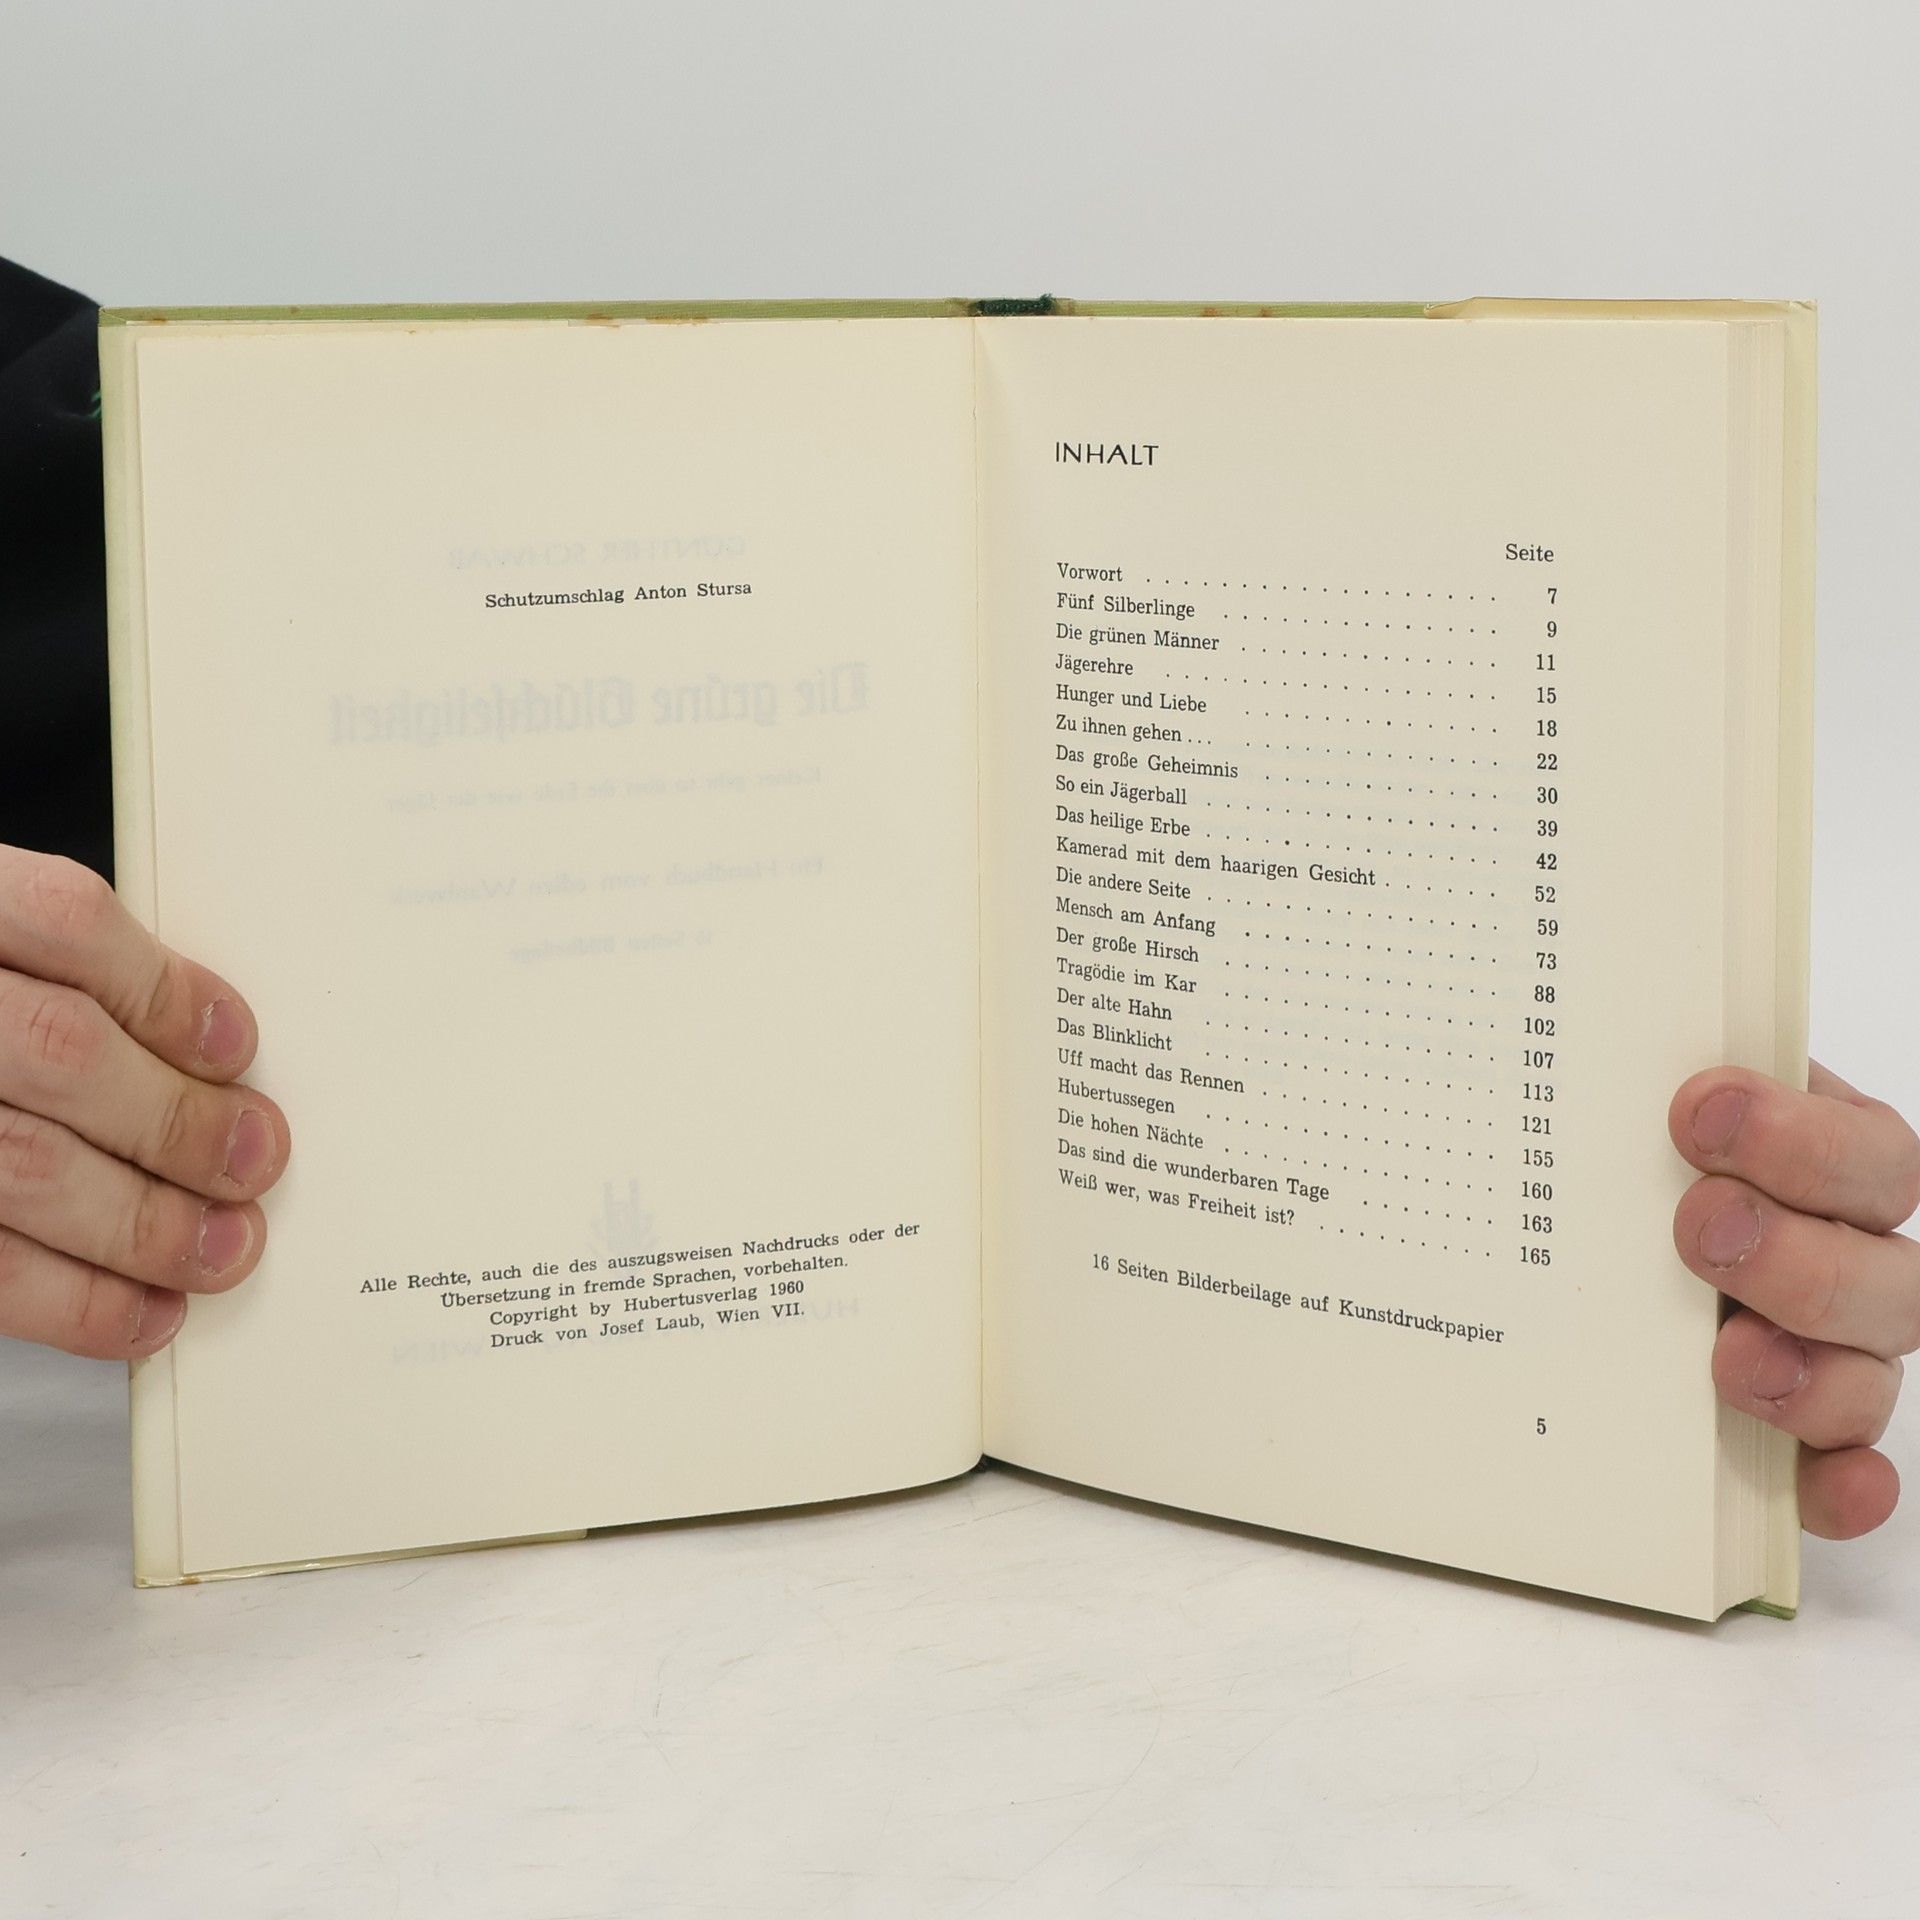 Schutzumschlag Anton Stursa
Alle Rechte, auch die des auszugsweisen Nachdrucks oder der
Übersetzung in fremde Sprachen, vorbehalten.
Copyright by Hubertusverlag 1960
Druck von Josef Laub, Wien VII.
INHALT
Seite
Vorwort . . . . . . . . . . . . . . . 7
Fünf Silberlinge . . . . . . . . . . . . . . . 9
Die grünen Männer . . . . . . . . . . . . . . 11
Jägerehre . . . . . . . . . . . . . . . . . . 15
Hunger und Liebe . . . . . . . . . . . . . . 18
Zu ihnen gehen ... . . . . . . . . . . . . . . 22
Das große Geheimnis . . . . . . . . . . . . . 30
So ein Jägerball . . . . . . . . . . . . . . . . 39
Das heilige Erbe . . . . . . . . . . . . . . . . 42
Kamerad mit dem haarigen Gesicht . . . . . . 52
Die andere Seite . . . . . . . . . . . . . . . . 59
Mensch am Anfang . . . . . . . . . . . . . . 73
Der große Hirsch . . . . . . . . . . . . . . . 88
Tragödie im Kar . . . . . . . . . . . . . . . 102
Der alte Hahn . . . . . . . . . . . . . . . . 107
Das Blinklicht . . . . . . . . . . . . . . . . 113
Uff macht das Rennen . . . . . . . . . . . . . 121
Hubertussegen . . . . . . . . . . . . . . . . 155
Die hohen Nächte . . . . . . . . . . . . . . . 160
Das sind die wunderbaren Tage . . . . . . . 163
Weiß wer, was Freiheit ist? . . . . . . . . . . 165
16 Seiten Bilderbeilage auf Kunstdruckpapier
5